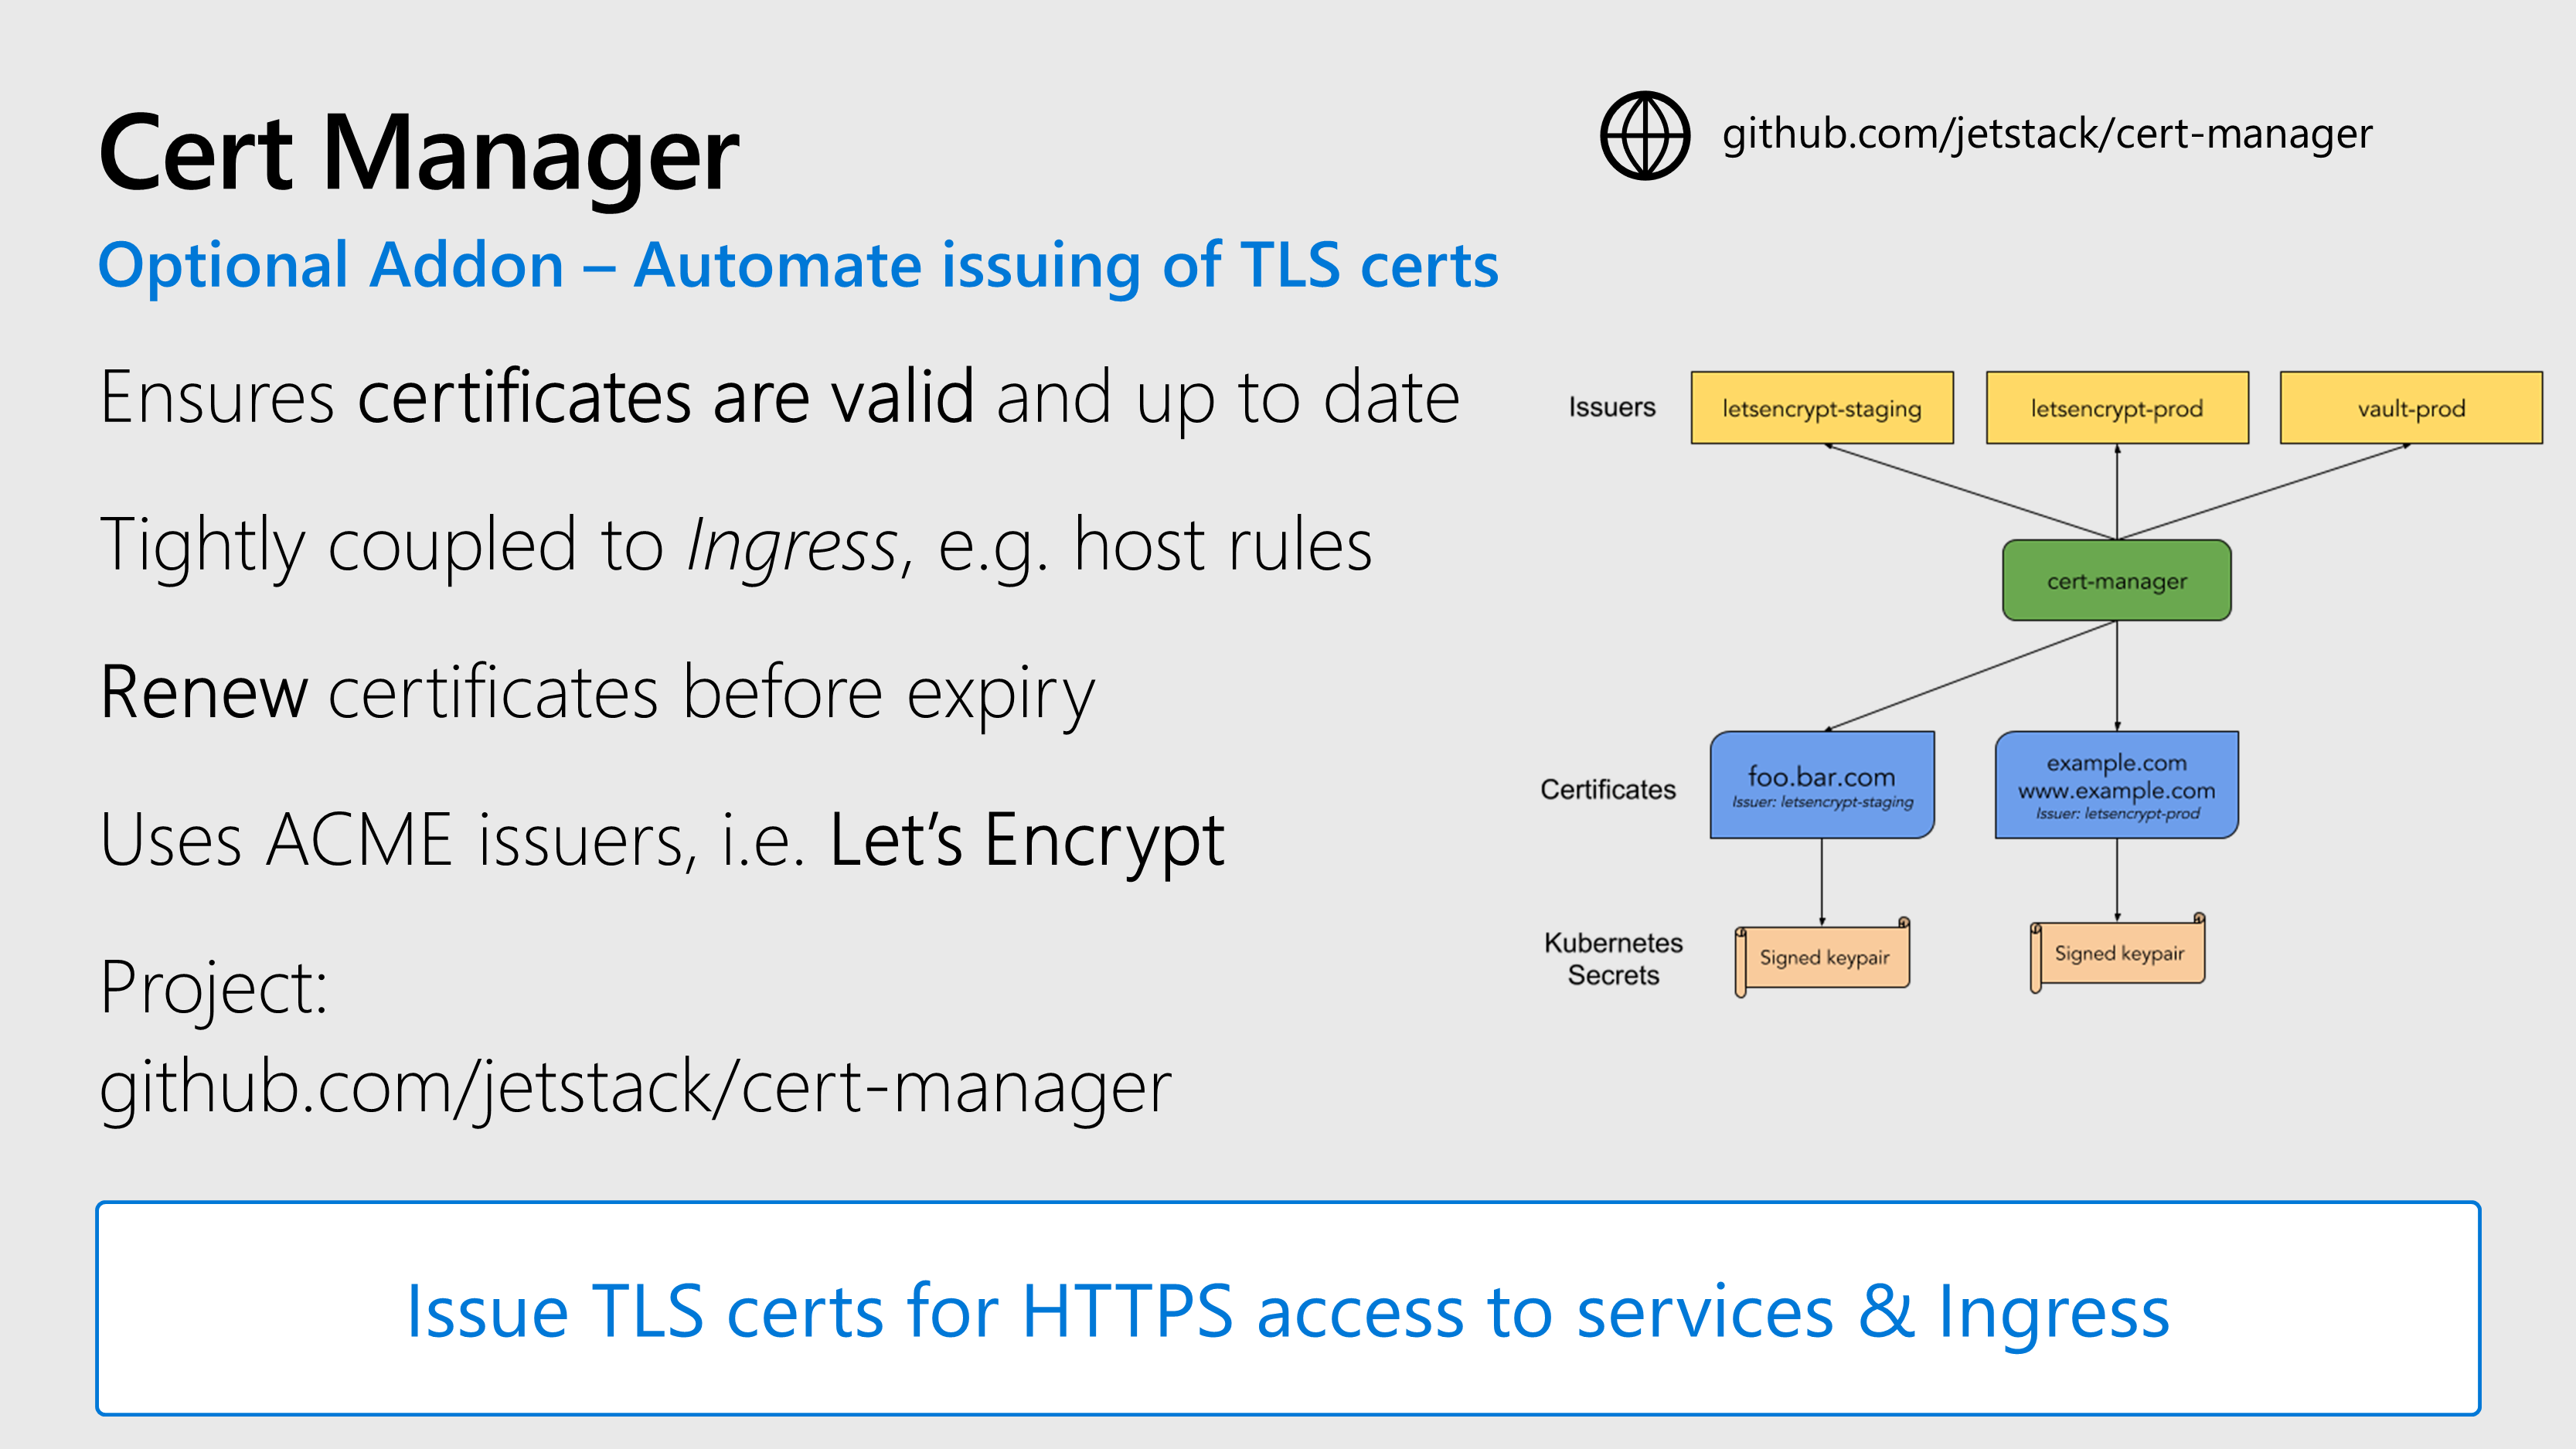 Cert Manager
github.com/jetstack/cert-manager
Optional Addon – Automate issuing of TLS certs
Ensures certificates are valid and up to date
Tightly coupled to Ingress, e.g. host rules
Renew certificates before expiry
Uses ACME issuers, i.e. Let’s Encrypt
Project:
github.com/jetstack/cert-manager
Issuers
letsencrypt-staging
letsencrypt-prod
vault-prod
cert-manager
Certificates
foo.bar.com
Issuer: letsencrypt-staging
example.com
www.example.com
Issuer: letsencrypt-prod
Kubernetes
Secrets
Signed keypair
Signed keypair
Issue TLS certs for HTTPS access to services & Ingress